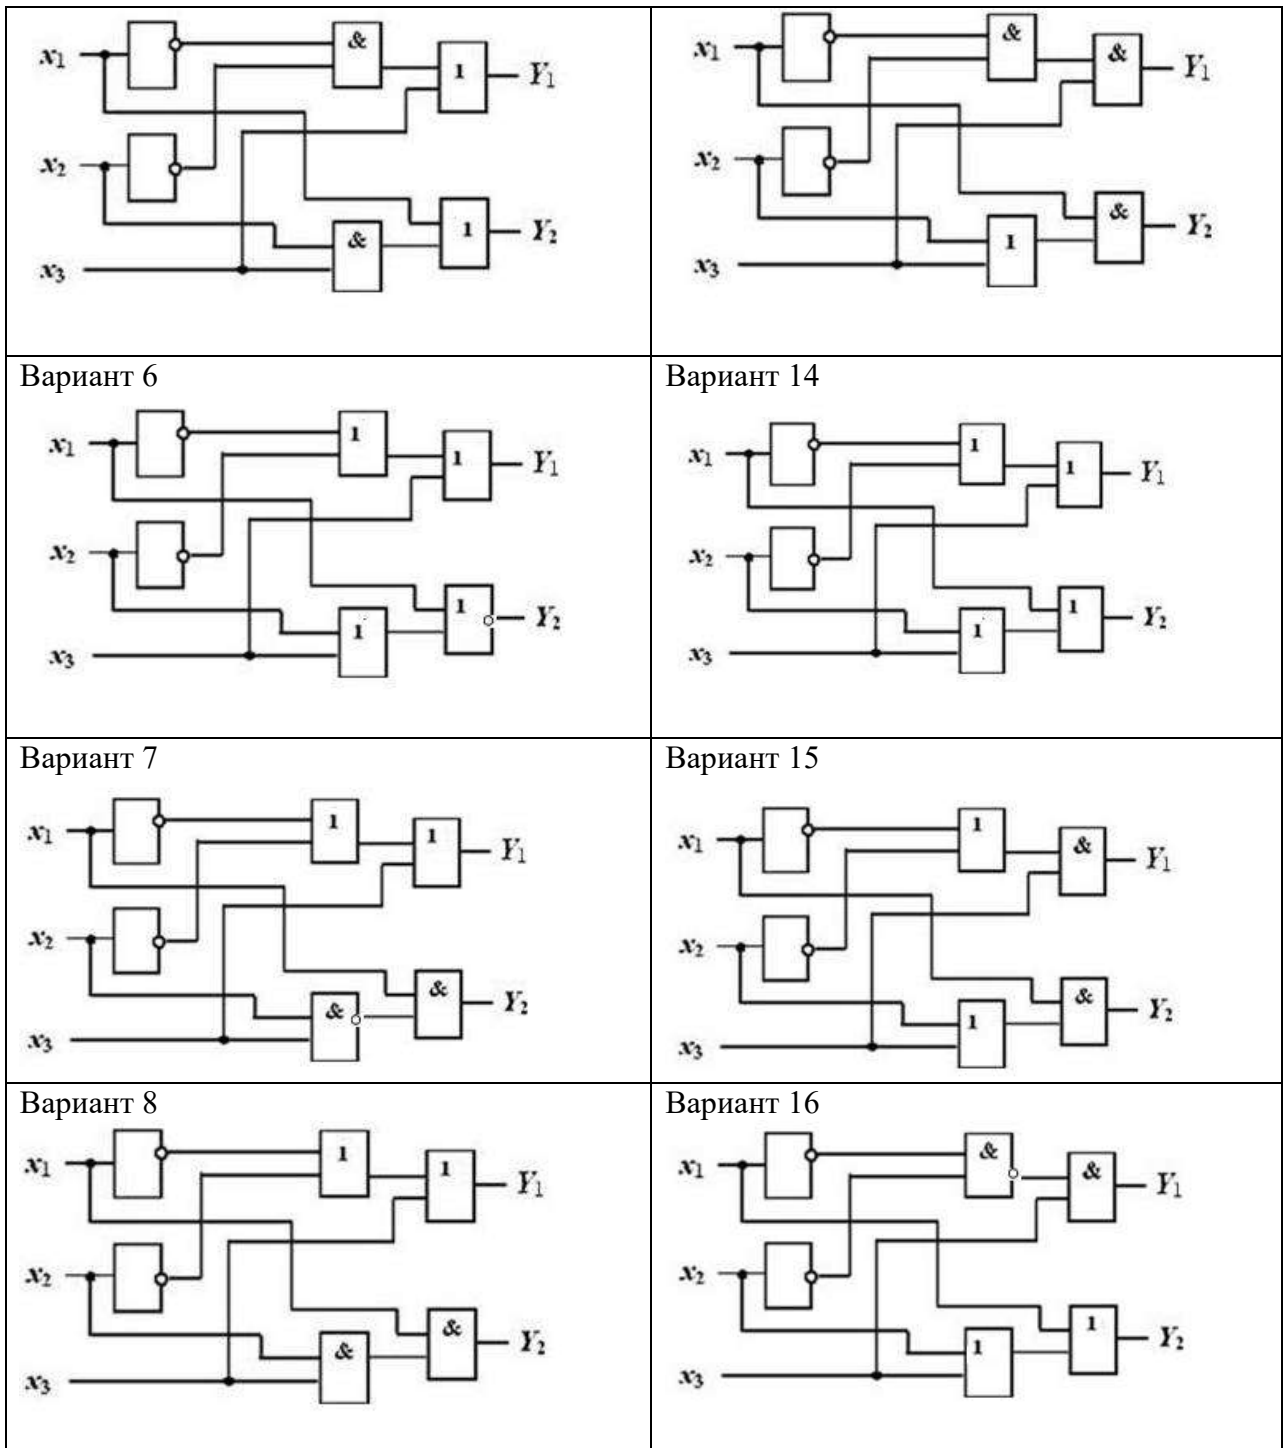 x1 & 1 Y1
x2
& 1 Y2
x3
x1 & & Y1
x2
1 & Y2
x3
Вариант 6
x1 1 1 Y1
x2
1 1 Y2
x3
Вариант 14
x1 1 1 Y1
x2
1 1 Y2
x3
Вариант 7
x1 1 1 Y1
x2
& & Y2
x3
Вариант 15
x1 1 & Y1
x2
1 & Y2
x3
Вариант 8
x1 1 1 Y1
x2
& & Y2
x3
Вариант 16
x1 & & Y1
x2
1 1 Y2
x3